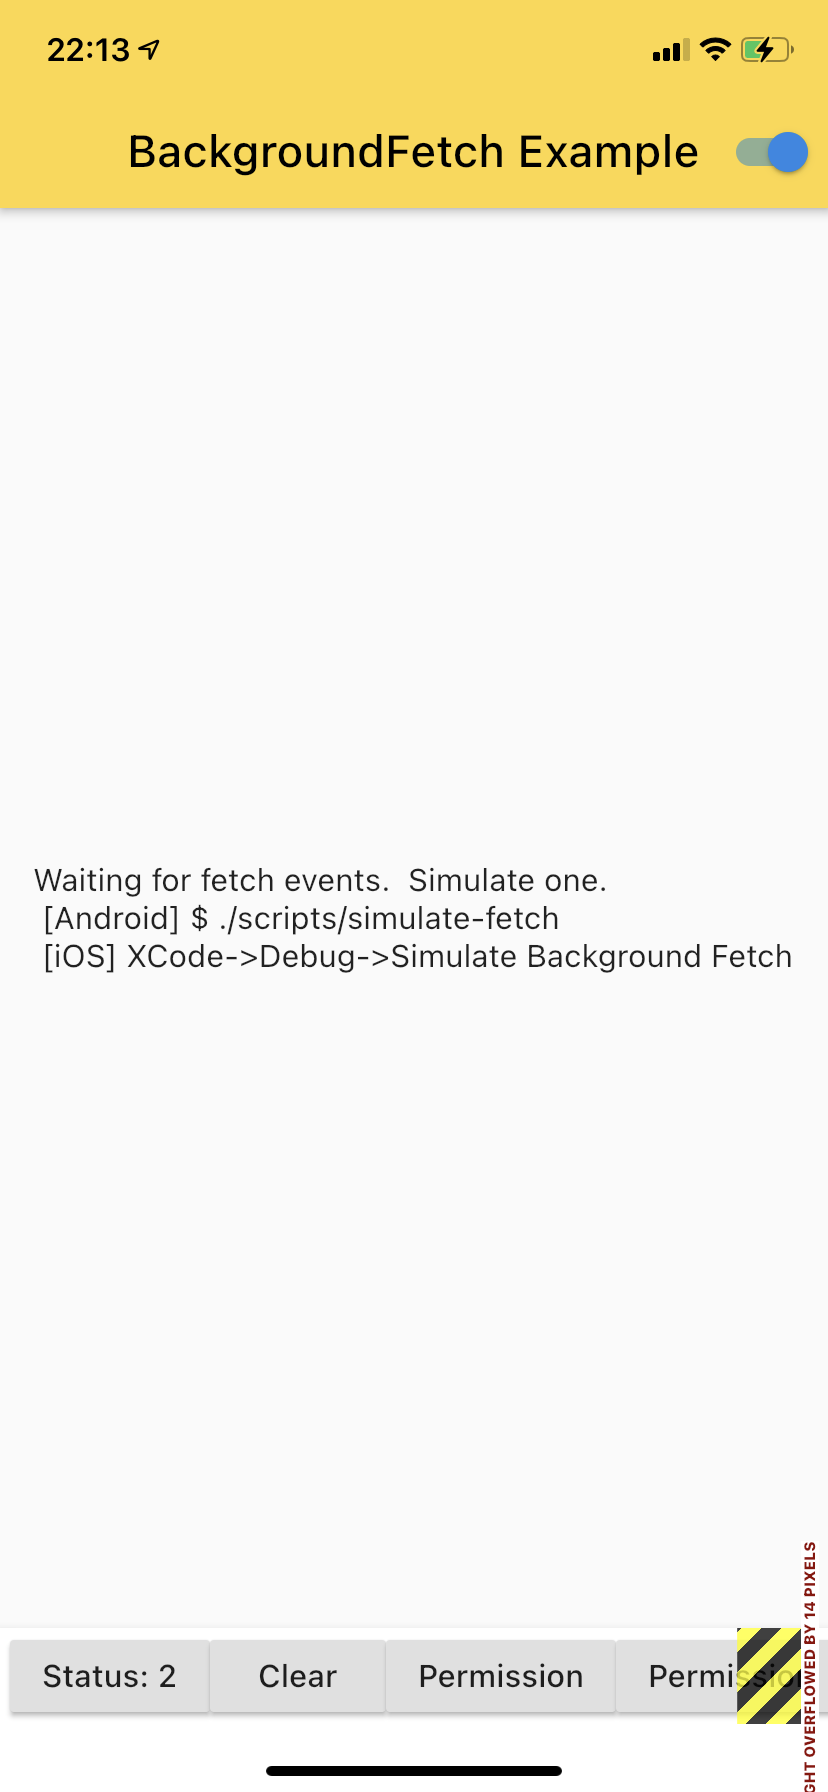 22:13
BackgroundFetch Example
Waiting for fetch events.  Simulate one.
[Android] $ ./scripts/simulate-fetch
[iOS] XCode->Debug->Simulate Background Fetch
Status: 2
Clear
Permission
Permissio
GHT OVERFLOWED BY 14 PIXELS